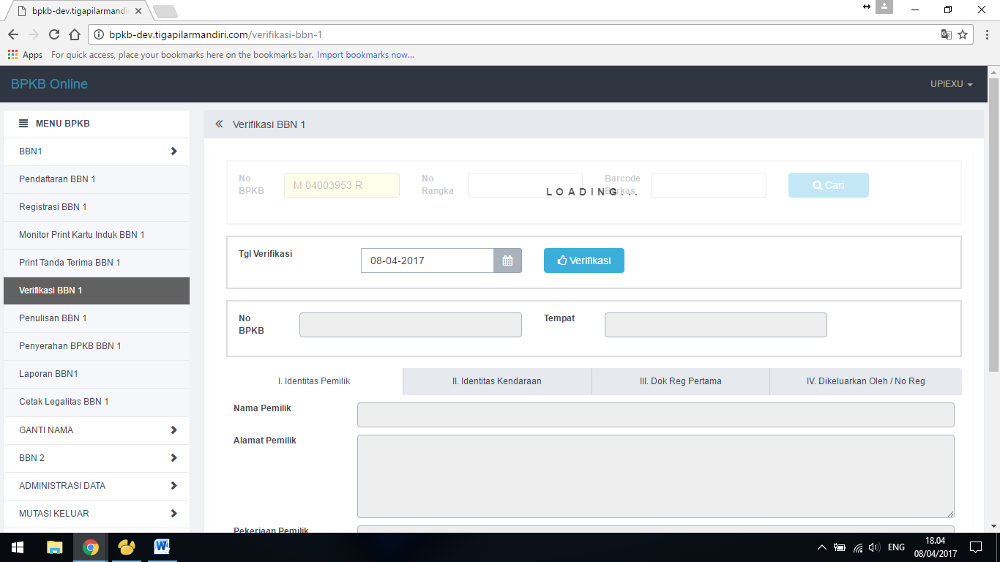 bpkb-dev.tigapilarmandi
bpkb-dev.tigapilarmandiri.com/verifikasi-bbn-1
Apps For quick access, place your bookmarks here on the bookmarks bar. Import bookmarks now...
BPKB Online
UPIEXU
MENU BPKB
BBN1
Pendaftaran BBN 1
Registrasi BBN 1
Monitor Print Kartu Induk BBN 1
Print Tanda Terima BBN 1
Verifikasi BBN 1
Penulisan BBN 1
Penyerahan BPKB BBN 1
Laporan BBN1
Cetak Legalitas BBN 1
GANTI NAMA
BBN 2
ADMINISTRASI DATA
MUTASI KELUAR
Verifikasi BBN 1
No BPKB
M 04003953 R
No Rangka
Barcode Berkas
Cari
LOADING...
Tgl Verifikasi
08-04-2017
Verifikasi
No BPKB
Tempat
I. Identitas Pemilik
II. Identitas Kendaraan
III. Dok Reg Pertama
IV. Dikeluarkan Oleh / No Reg
Nama Pemilik
Alamat Pemilik
Pekerjaan Pemilik
ENG
18.04
08/04/2017